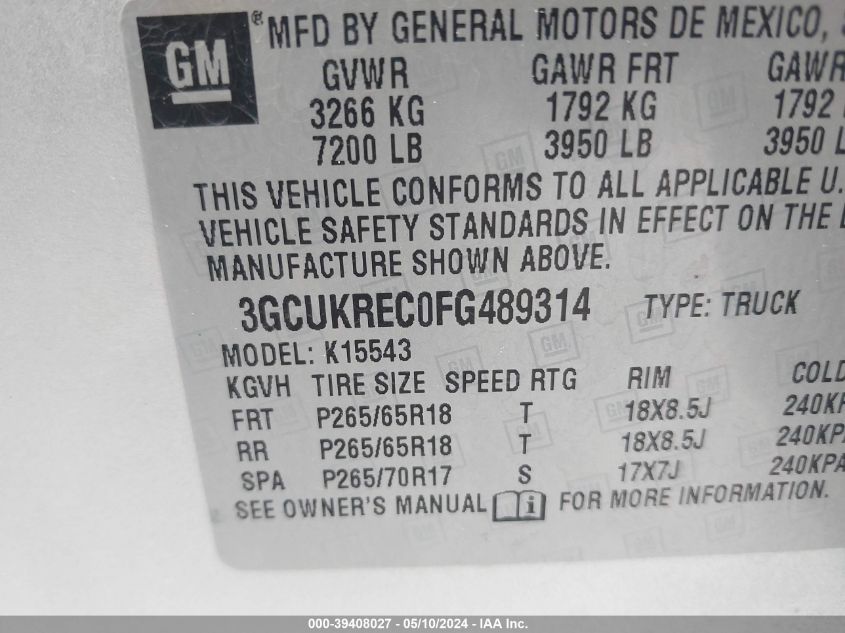 GM ® MFD BY GENERAL MOTORS DE MEXICO,
GVWR GAWR FRT GAWR
3266 KG 1792 KG 1792
7200 LB 3950 LB 3950 L
THIS VEHICLE CONFORMS TO ALL APPLICABLE U.
VEHICLE SAFETY STANDARDS IN EFFECT ON THE
MANUFACTURE SHOWN ABOVE.
3GCUKREC0FG489314 TYPE: TRUCK
MODEL: K15543
KGVH TIRE SIZE SPEED RTG RIM COLD
FRT P265/65R18 T 18X8.5J 240KP
RR P265/65R18 T 18X8.5J 240KPA
SPA P265/70R17 S 17X7J 240KPA
SEE OWNER'S MANUAL i FOR MORE INFORMATION.
000-39408027 - 05/10/2024 - IAA Inc.